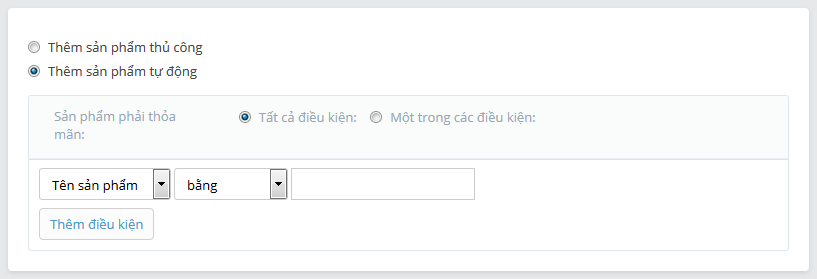 Thêm sản phẩm thủ công
Thêm sản phẩm tự động
Sản phẩm phải thỏa
mãn:
Tất cả điều kiện: Một trong các điều kiện:
Tên sản phẩm bằng
Thêm điều kiện